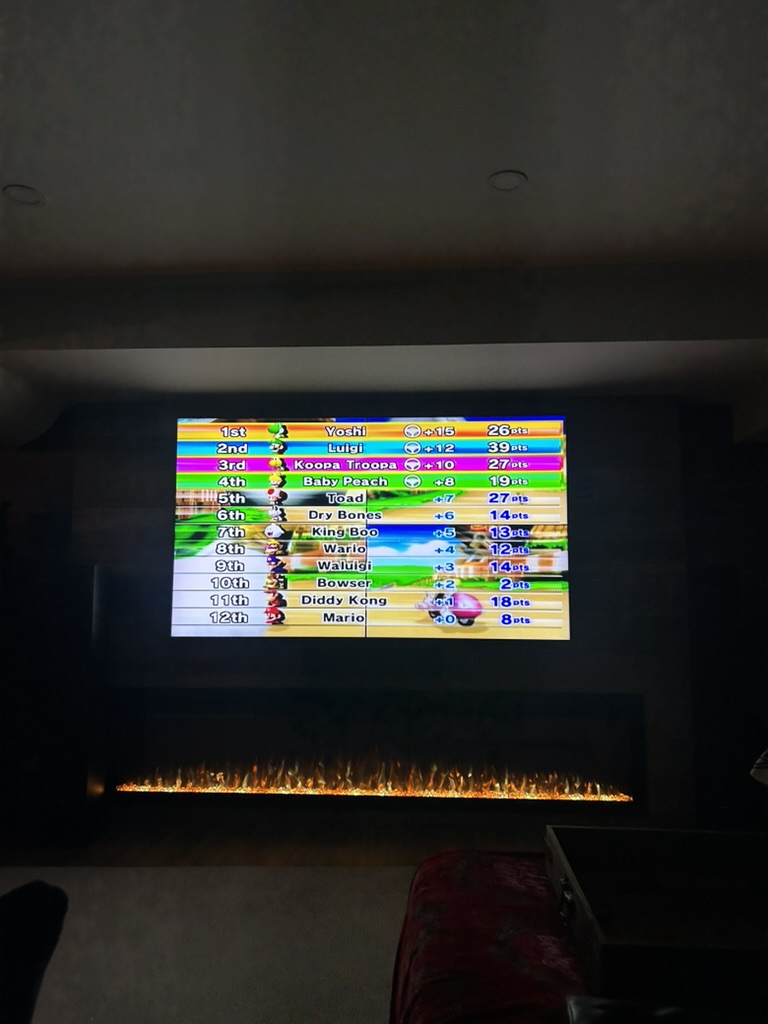 1st Yoshi +15 26pts
2nd Luigi +12 39pts
3rd Koopa Troopa +10 27pts
4th Baby Peach +8 19pts
5th Toad +7 27pts
6th Dry Bones +6 14pts
7th King Boo +5 13pts
8th Wario +4 12pts
9th Waluigi +3 14pts
10th Bowser +2 2pts
11th Diddy Kong +1 18pts
12th Mario +0 8pts